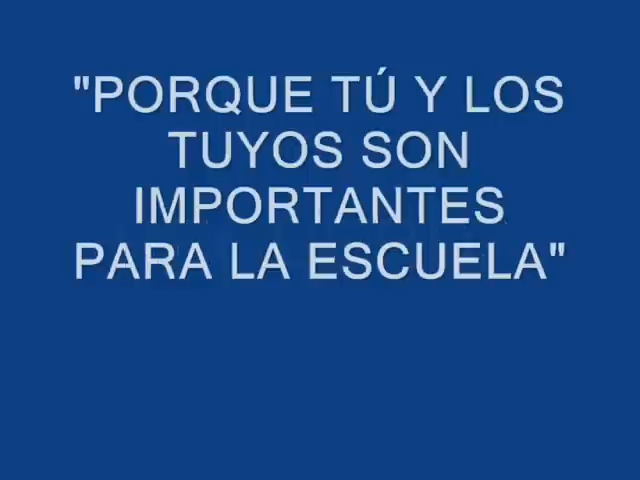 "PORQUE TÚ Y LOS
TUYOS SON
IMPORTANTES
PARA LA ESCUELA"